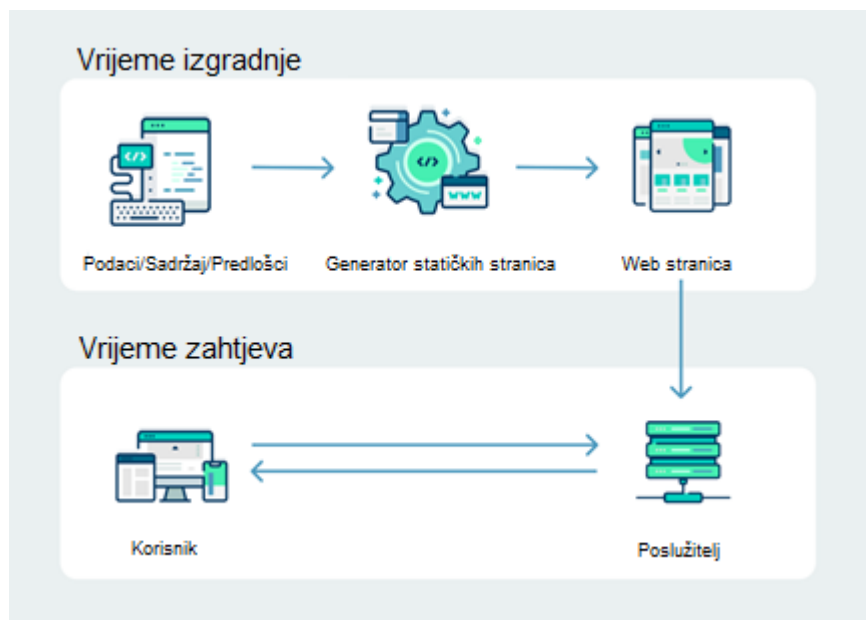 Vrijeme izgradnje
Podaci/Sadržaj/Predlošci
Generator statičkih stranica
Web stranica
Vrijeme zahtjeva
Korisnik
Poslužitelj